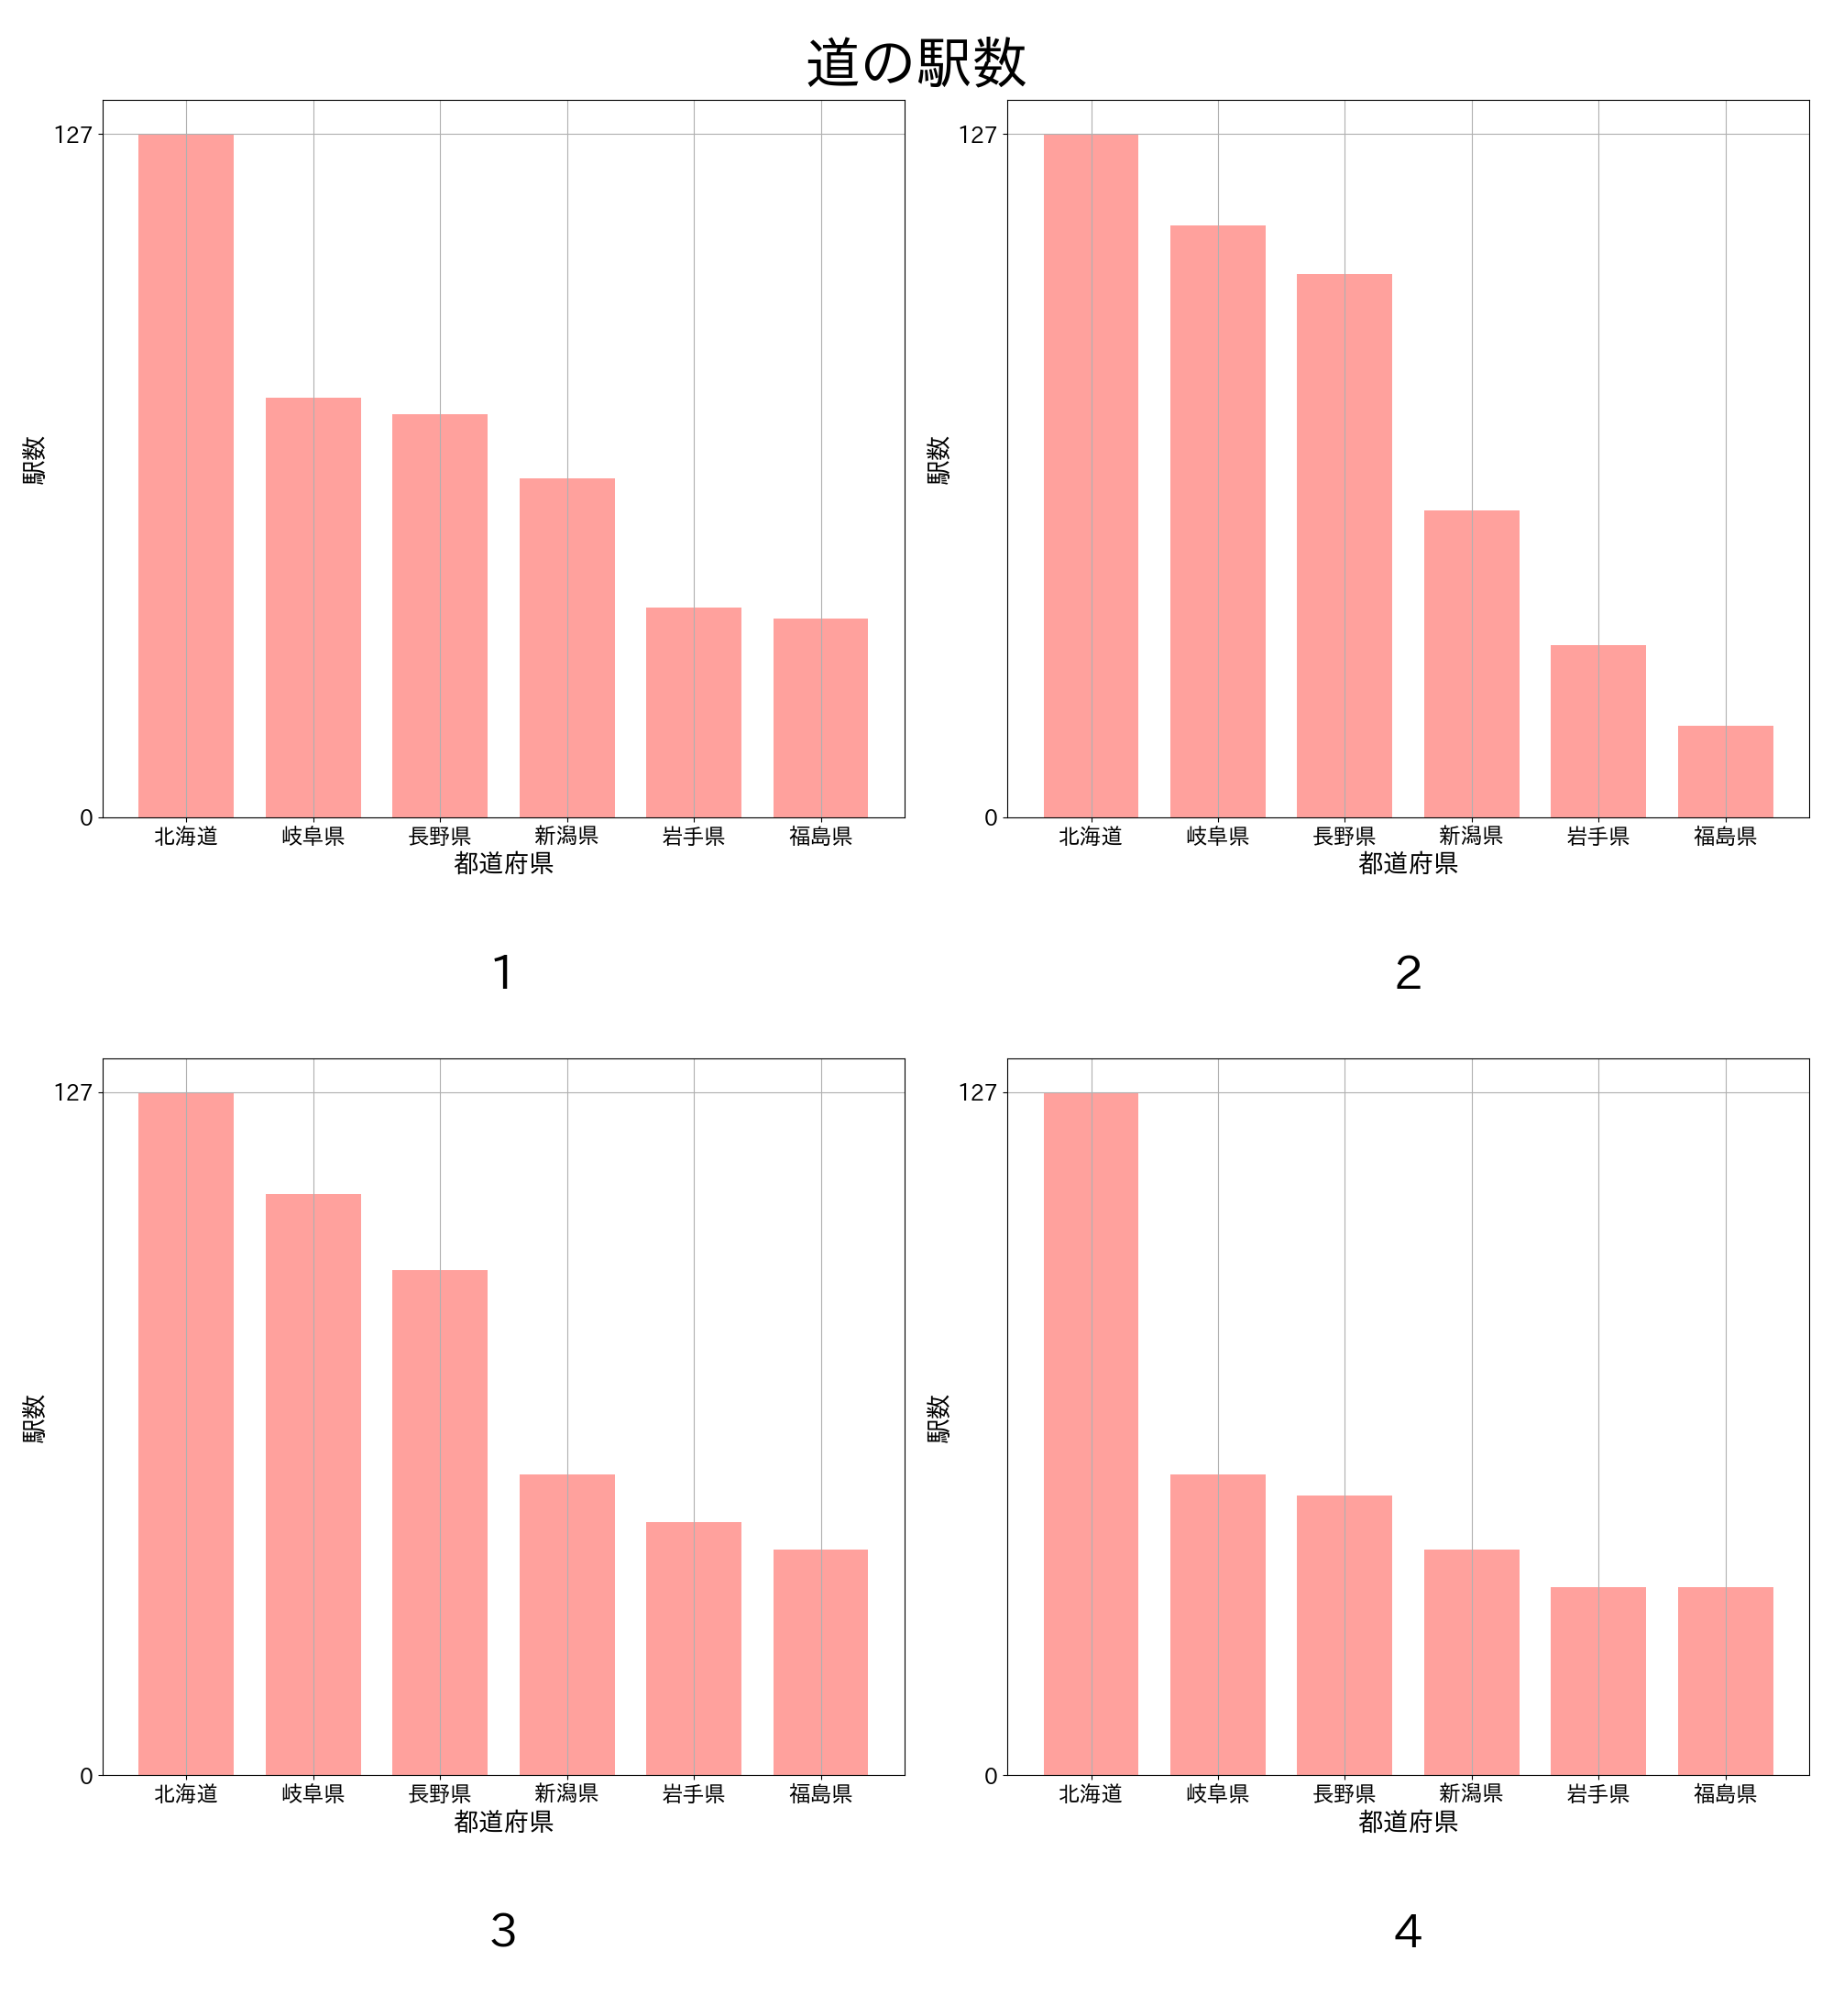 道の駅数
127
0
駅数
北海道 岐阜県 長野県 新潟県 岩手県 福島県
都道府県
1
127
0
駅数
北海道 岐阜県 長野県 新潟県 岩手県 福島県
都道府県
2
127
0
駅数
北海道 岐阜県 長野県 新潟県 岩手県 福島県
都道府県
3
127
0
駅数
北海道 岐阜県 長野県 新潟県 岩手県 福島県
都道府県
4